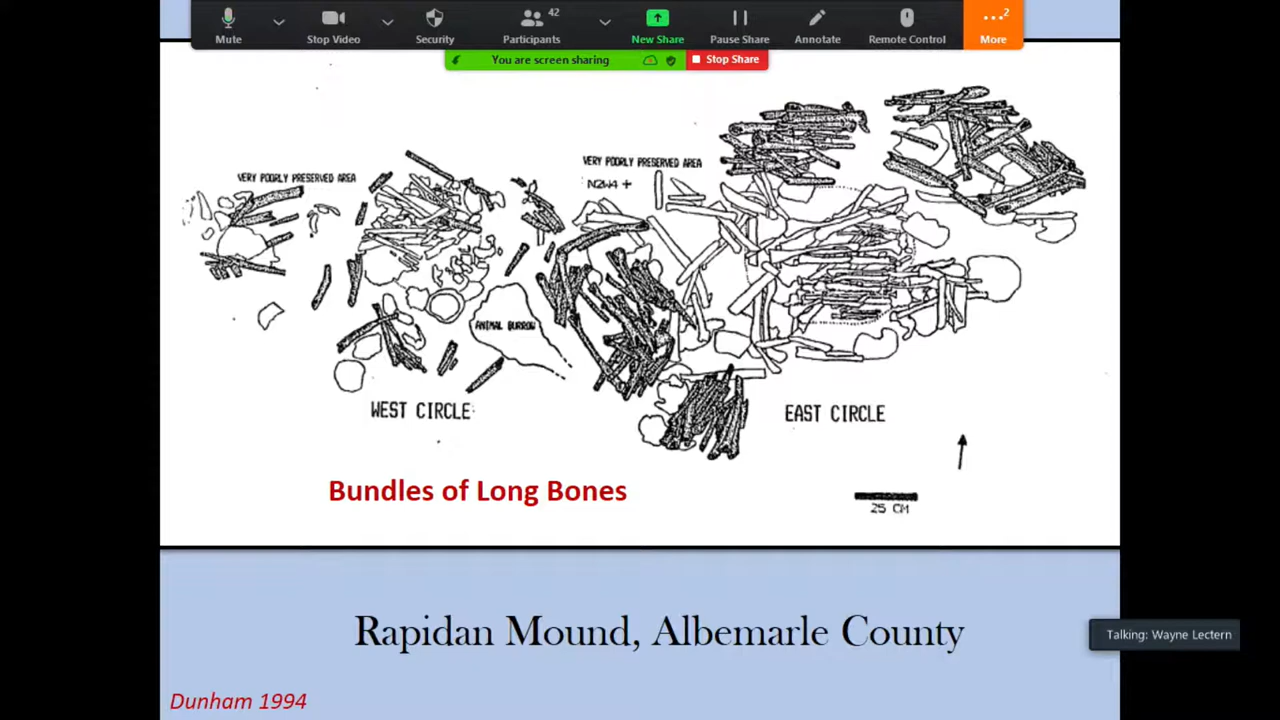 42
2
Mute
Stop Video
Security
Participants
New Share
Pause Share
Annotate
Remote Control
More
You are screen sharing
Stop Share
VERY POORLY PRESERVED AREA
VERY POORLY PRESERVED AREA
N2W4 +
ANIMAL BURROW
WEST CIRCLE
EAST CIRCLE
Bundles of Long Bones
25 CM
Rapidan Mound, Albemarle County
Talking: Wayne Lectern
Dunham 1994